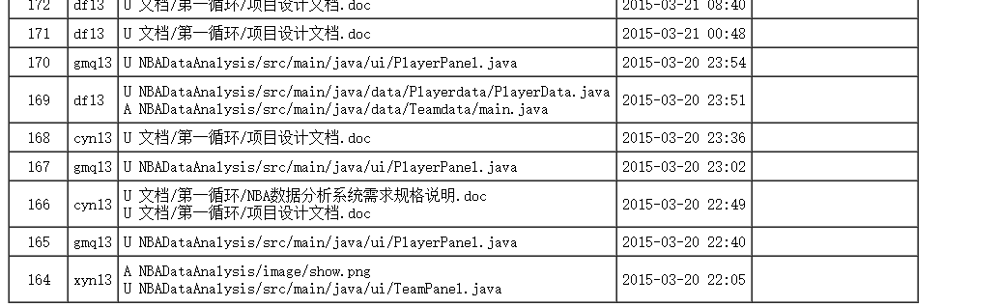 172 df13 U 文档/第一循环/项目设计文档.doc 2015-03-21 08:40
171 df13 U 文档/第一循环/项目设计文档.doc 2015-03-21 00:48
170 gmq13 U NBADataAnalysis/src/main/java/ui/PlayerPanel.java 2015-03-20 23:54
169 df13 U NBADataAnalysis/src/main/java/data/Playerdata/PlayerData.java 2015-03-20 23:51
A NBADataAnalysis/src/main/java/data/Teamdata/main.java
168 cyn13 U 文档/第一循环/项目设计文档.doc 2015-03-20 23:36
167 gmq13 U NBADataAnalysis/src/main/java/ui/PlayerPanel.java 2015-03-20 23:02
166 cyn13 U 文档/第一循环/NBA数据分析系统需求规格说明.doc 2015-03-20 22:49
U 文档/第一循环/项目设计文档.doc
165 gmq13 U NBADataAnalysis/src/main/java/ui/PlayerPanel.java 2015-03-20 22:40
164 xyn13 A NBADataAnalysis/image/show.png 2015-03-20 22:05
U NBADataAnalysis/src/main/java/ui/TeamPanel.java